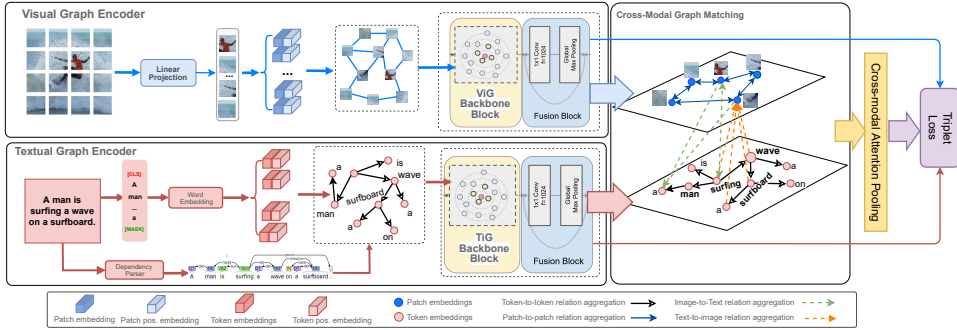 Visual Graph Encoder
Linear
Projection
...
...
ViG
Backbone
Block
1x1 Conv
f=1024
Global
Max Pooling
Fusion Block
Cross-Modal Graph Matching
Cross-modal Attention Pooling
Triplet
Loss
Textual Graph Encoder
A man is
surfing a wave
on a surfboard.
[CLS]
A
man
...
a
[MASK]
Word
Embedding
...
Dependency
Parser
A man is surfing a wave on a surfboard .
a
is
wave
man
surfboard
a
a
on
TiG
Backbone
Block
1x1 Conv
f=1024
Global
Max Pooling
Fusion Block
is
wave
a
a
man
surfing
surfboard
on
a
Patch embedding
Patch pos. embedding
Token embeddings
Token pos. embedding
Patch embeddings
Token embeddings
Token-to-token relation aggregation
Patch-to-patch relation aggregation
Image-to-Text relation aggregation
Text-to-image relation aggregation